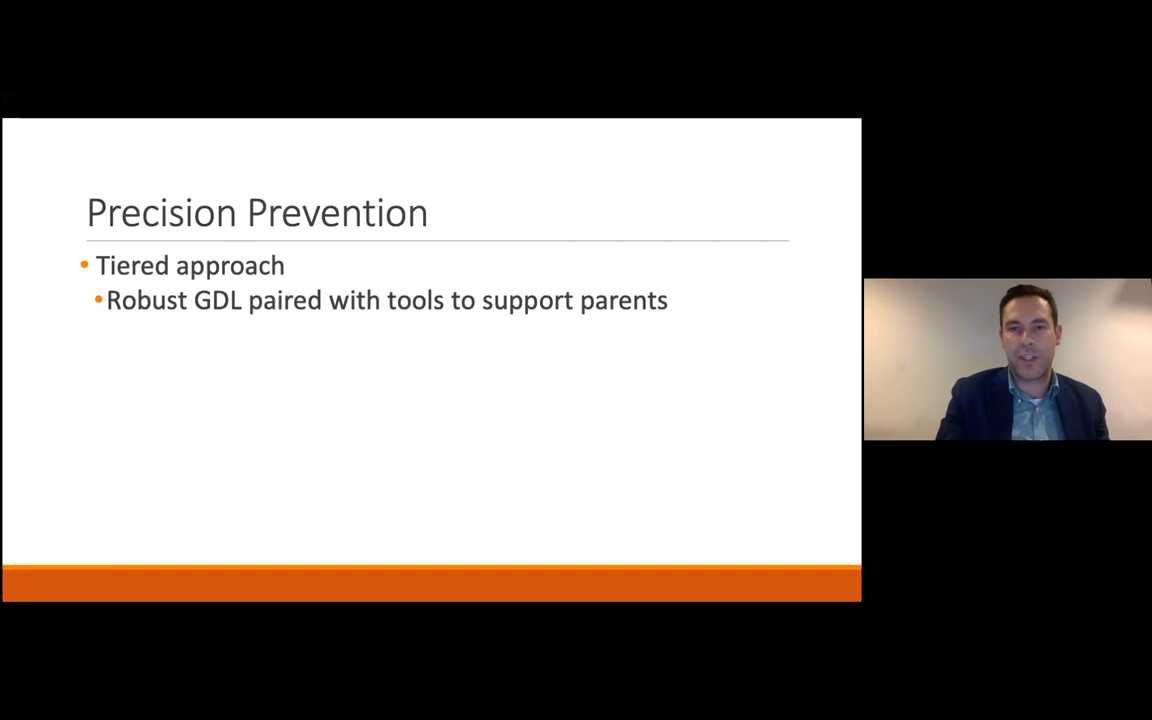 Precision Prevention
• Tiered approach
• Robust GDL paired with tools to support parents